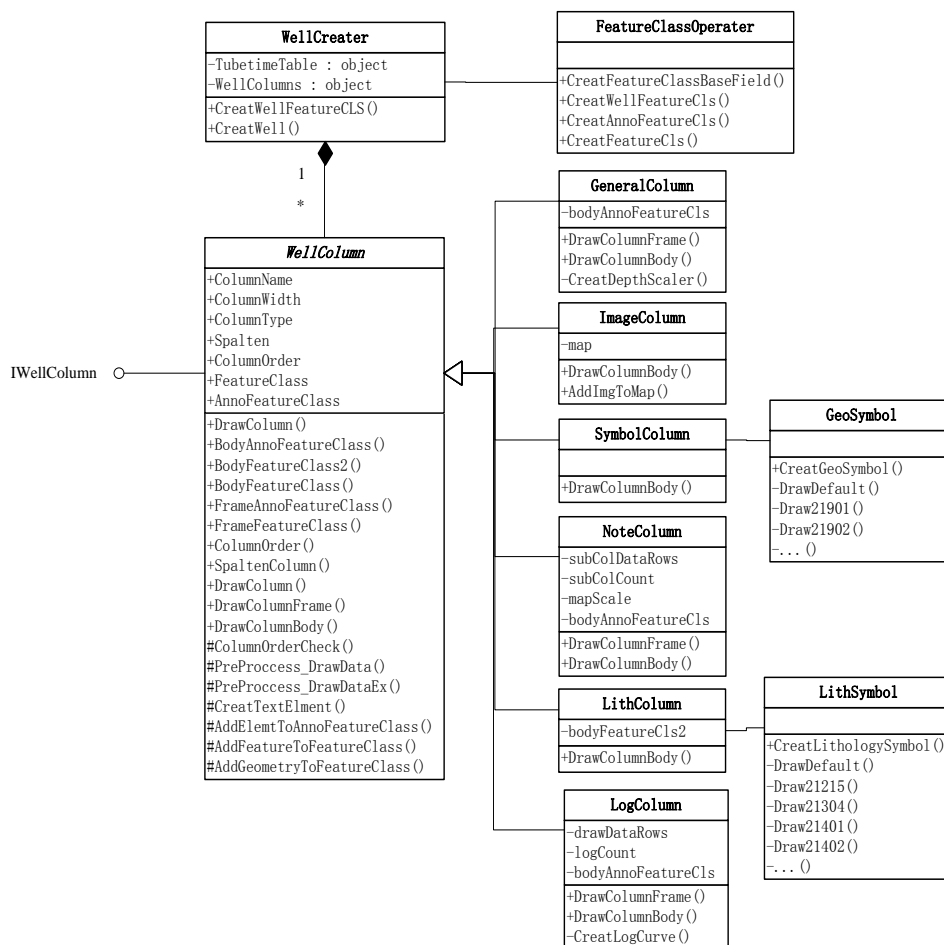 WellCreater
-TubetimeTable : object
-WellColumns : object
+CreatWellFeatureCLS()
+CreatWell()
FeatureClassOperater
+CreatFeatureClassBaseField()
+CreatWellFeatureCls()
+CreatAnnoFeatureCls()
+CreatFeatureCls()
1
*
WellColumn
+ColumnName
+ColumnWidth
+ColumnType
+Spalten
+ColumnOrder
+FeatureClass
+AnnoFeatureClass
+DrawColumn()
+BodyAnnoFeatureClass()
+BodyFeatureClass2()
+BodyFeatureClass()
+FrameAnnoFeatureClass()
+FrameFeatureClass()
+ColumnOrder()
+SpaltenColumn()
+DrawColumn()
+DrawColumnFrame()
+DrawColumnBody()
#ColumnOrderCheck()
#PreProccess_DrawData()
#PreProccess_DrawDataEx()
#CreatTextElment()
#AddElemtToAnnoFeatureClass()
#AddFeatureToFeatureClass()
#AddGeometryToFeatureClass()
IWellColumn
GeneralColumn
-bodyAnnoFeatureCls
+DrawColumnFrame()
+DrawColumnBody()
-CreatDepthScaler()
ImageColumn
-map
+DrawColumnBody()
+AddImgToMap()
SymbolColumn
+DrawColumnBody()
GeoSymbol
+CreatGeoSymbol()
-DrawDefault()
-Draw21901()
-Draw21902()
-...()
NoteColumn
-subColDataRows
-subColCount
-mapScale
-bodyAnnoFeatureCls
+DrawColumnFrame()
+DrawColumnBody()
LithColumn
-bodyFeatureCls2
+DrawColumnBody()
LithSymbol
+CreatLithologySymbol()
-DrawDefault()
-Draw21215()
-Draw21304()
-Draw21401()
-Draw21402()
-...()
LogColumn
-drawDataRows
-logCount
-bodyAnnoFeatureCls
+DrawColumnFrame()
+DrawColumnBody()
-CreatLogCurve()